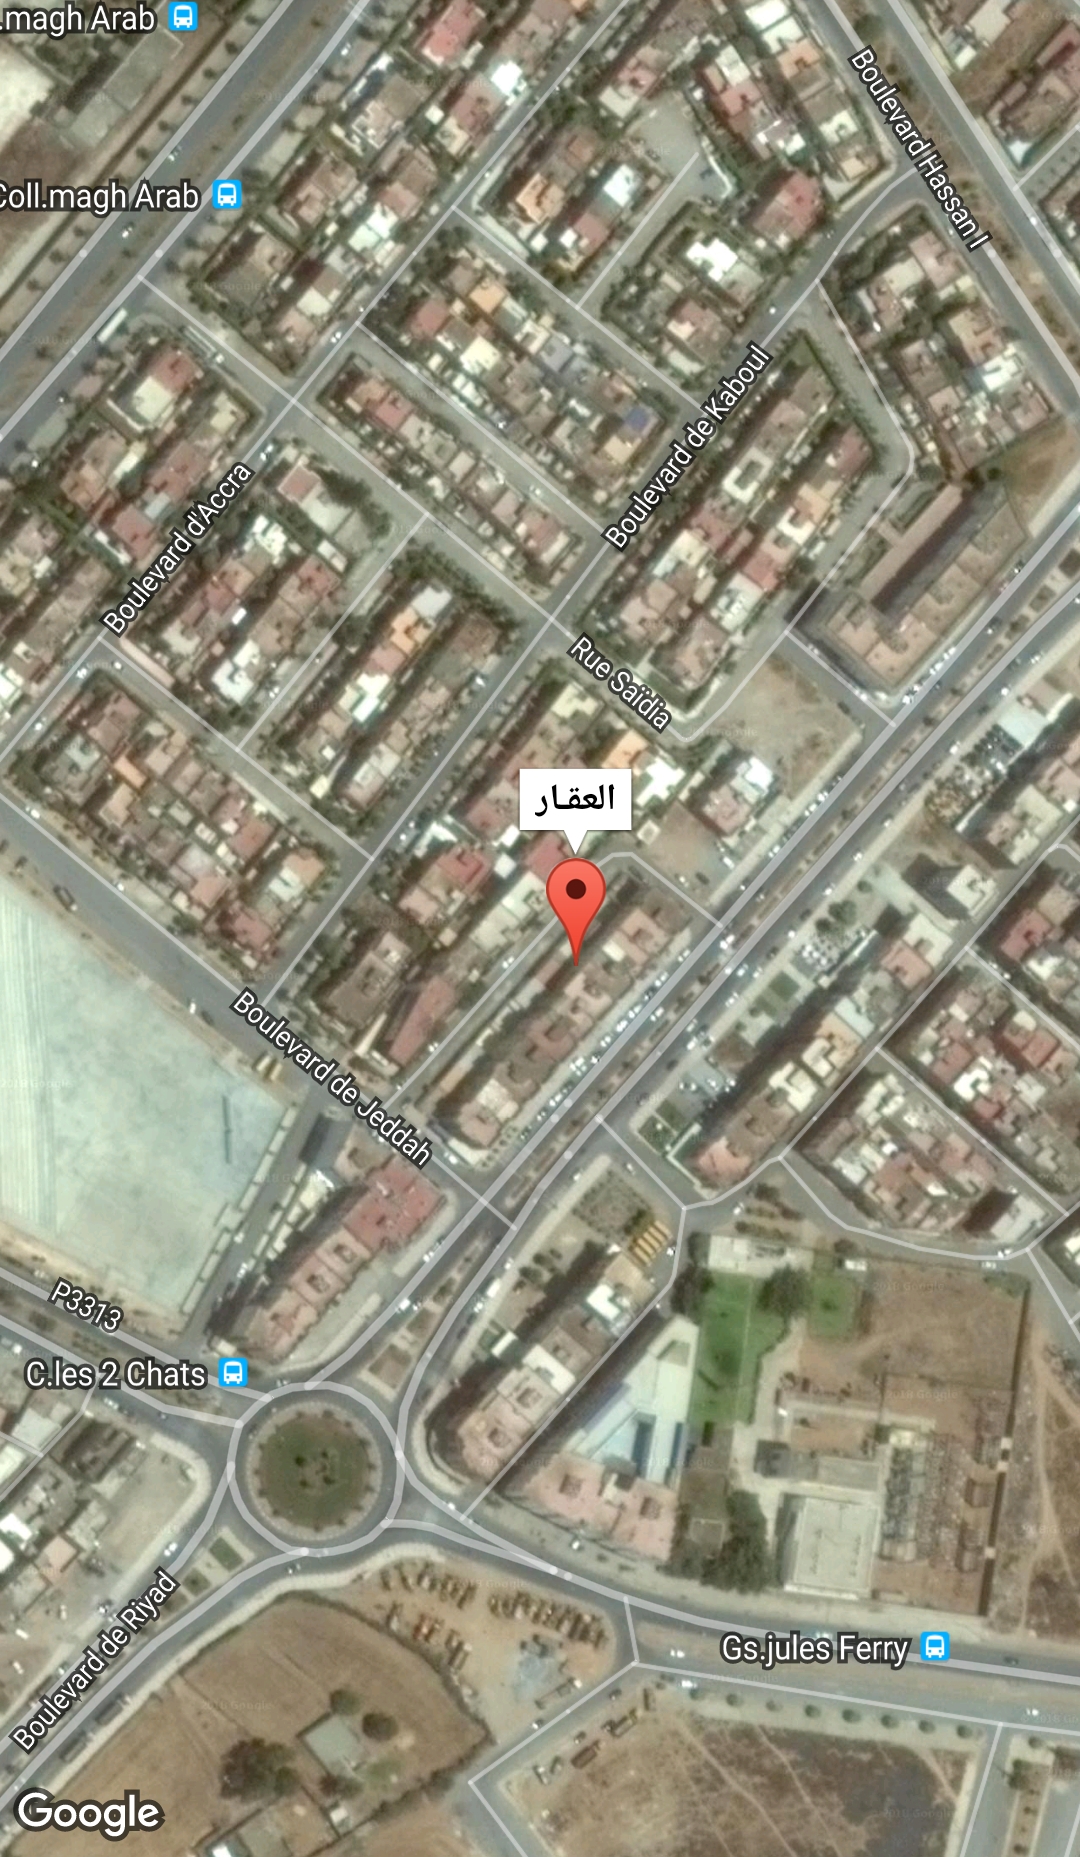 .magh Arab
Boulevard Hassan I
Coll.magh Arab
Boulevard de Kaboul
Boulevard d'Accra
Rue Saïdia
العقار
Boulevard de Jeddah
P3313
C.les 2 Chats
Boulevard de Riyad
Gs.jules Ferry
Google